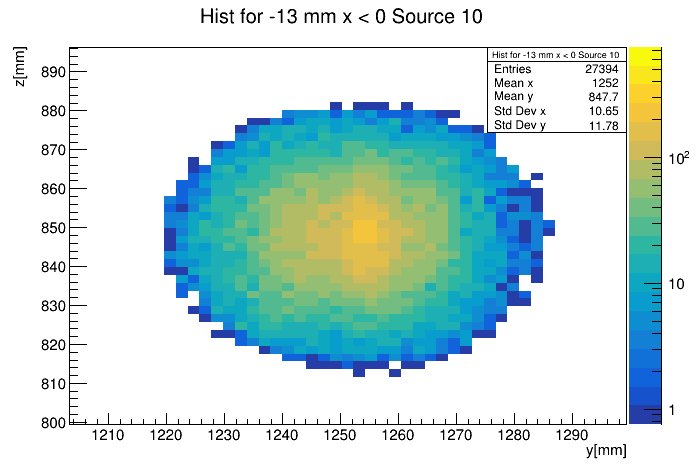 Hist for -13 mm x < 0 Source 10
z[mm]
Hist for -13 mm x < 0 Source 10
Entries 27394
Mean x 1252
Mean y 847.7
Std Dev x 10.65
Std Dev y 11.78
890
880
870
860
850
840
830
820
810
800
1210 1220 1230 1240 1250 1260 1270 1280 1290
y[mm]
10²
10
1